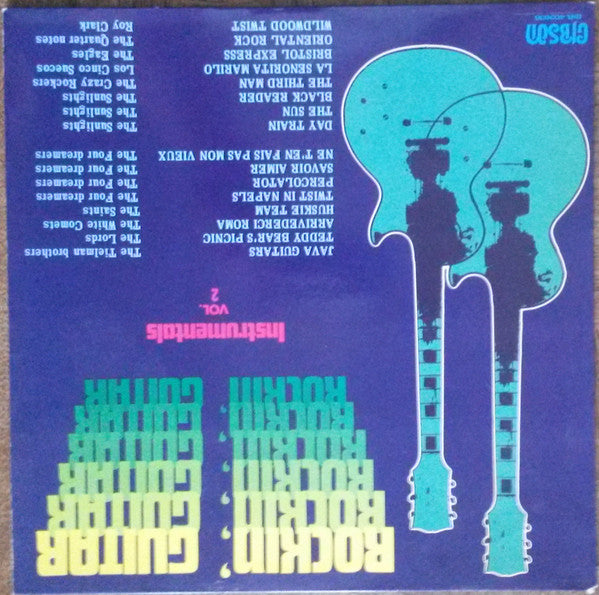 ROCKIN' GUITAR
ROCKIN' GUITAR
ROCKIN' GUITAR
ROCKIN' GUITAR
ROCKIN' GUITAR
ROCKIN' GUITAR
Instrumentals
VOL.
2
JAVA GUITARS The Tielman brothers
TEDDY BEAR'S PICNIC The Lords
ARRIVEDERCI ROMA The White Comets
HUSKIE TEAM The Saints
TWIST IN NAPELS The Four dreamers
PERCOLATOR The Four dreamers
SAVOIR AIMER The Four dreamers
NE T'EN FAIS PAS MON VIEUX The Four dreamers
DAY TRAIN The Sunlights
THE SUN The Sunlights
BLACK READER The Sunlights
THE THIRD MAN The Crazy Rockers
LA SENORITA MARILO Los Cinco Suecos
BRISTOL EXPRESS The Eagles
ORIENTAL ROCK The Quarter notes
WILDWOOD TWIST Roy Clark
GIBSON